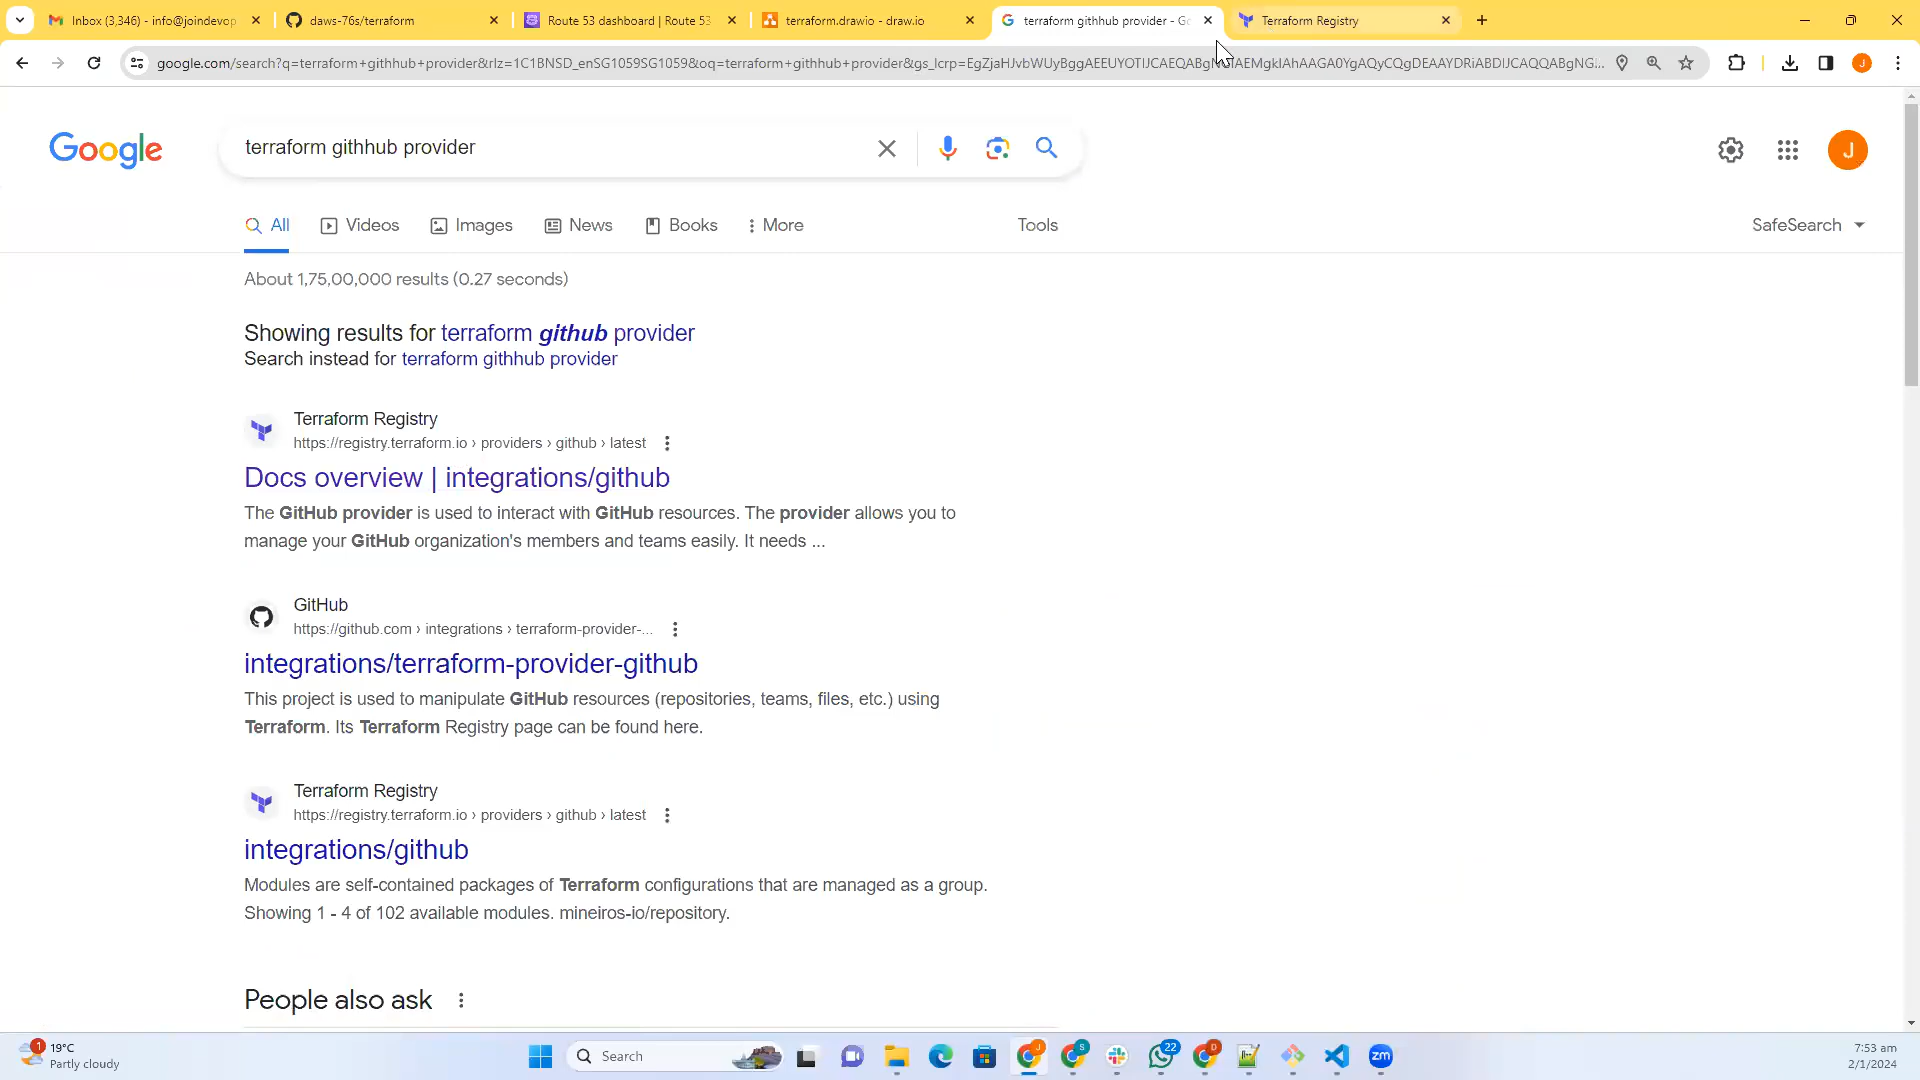 Inbox (3,346) - info@joindevop
daws-76s/terraform
Route 53 dashboard | Route 53
terraform.drawio - draw.io
terraform githhub provider - Go
Terraform Registry
google.com/search?q=terraform+githhub+provider&rlz=1C1BNSD_enSG1059SG1059&oq=terraform+githhub+provider&gs_lcrp=
Google
terraform githhub provider
J
All
Videos
Images
News
Books
More
Tools
SafeSearch
About 1,75,00,000 results (0.27 seconds)
Showing results for terraform github provider
Search instead for terraform githhub provider
Terraform Registry
https://registry.terraform.io › providers › github › latest
Docs overview | integrations/github
The GitHub provider is used to interact with GitHub resources. The provider allows you to
manage your GitHub organization's members and teams easily. It needs ...
GitHub
https://github.com › integrations › terraform-provider-...
integrations/terraform-provider-github
This project is used to manipulate GitHub resources (repositories, teams, files, etc.) using
Terraform. Its Terraform Registry page can be found here.
Terraform Registry
https://registry.terraform.io › providers › github › latest
integrations/github
Modules are self-contained packages of Terraform configurations that are managed as a group.
Showing 1 - 4 of 102 available modules. mineiros-io/repository.
People also ask
1
19°C
Partly cloudy
Search
J
S
22
D
zm
7:53 am
2/1/2024